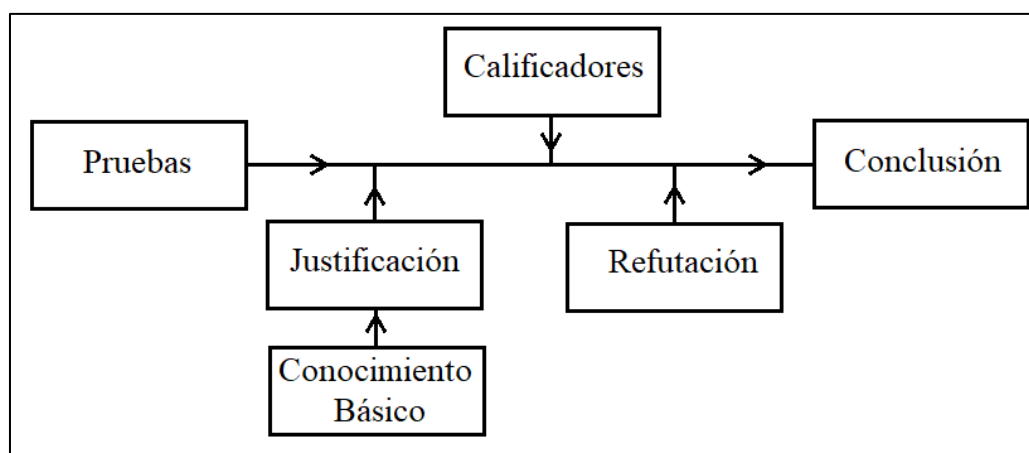 Calificadores
Pruebas
Conclusión
Justificación
Refutación
Conocimiento
Básico